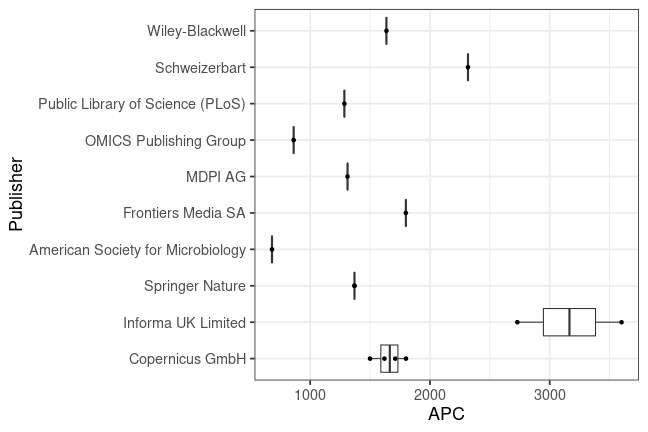 Wiley-Blackwell
Schweizerbart
Public Library of Science (PLoS)
OMICS Publishing Group
MDPI AG
Frontiers Media SA
American Society for Microbiology
Springer Nature
Informa UK Limited
Copernicus GmbH
Publisher
1000 2000 3000
APC